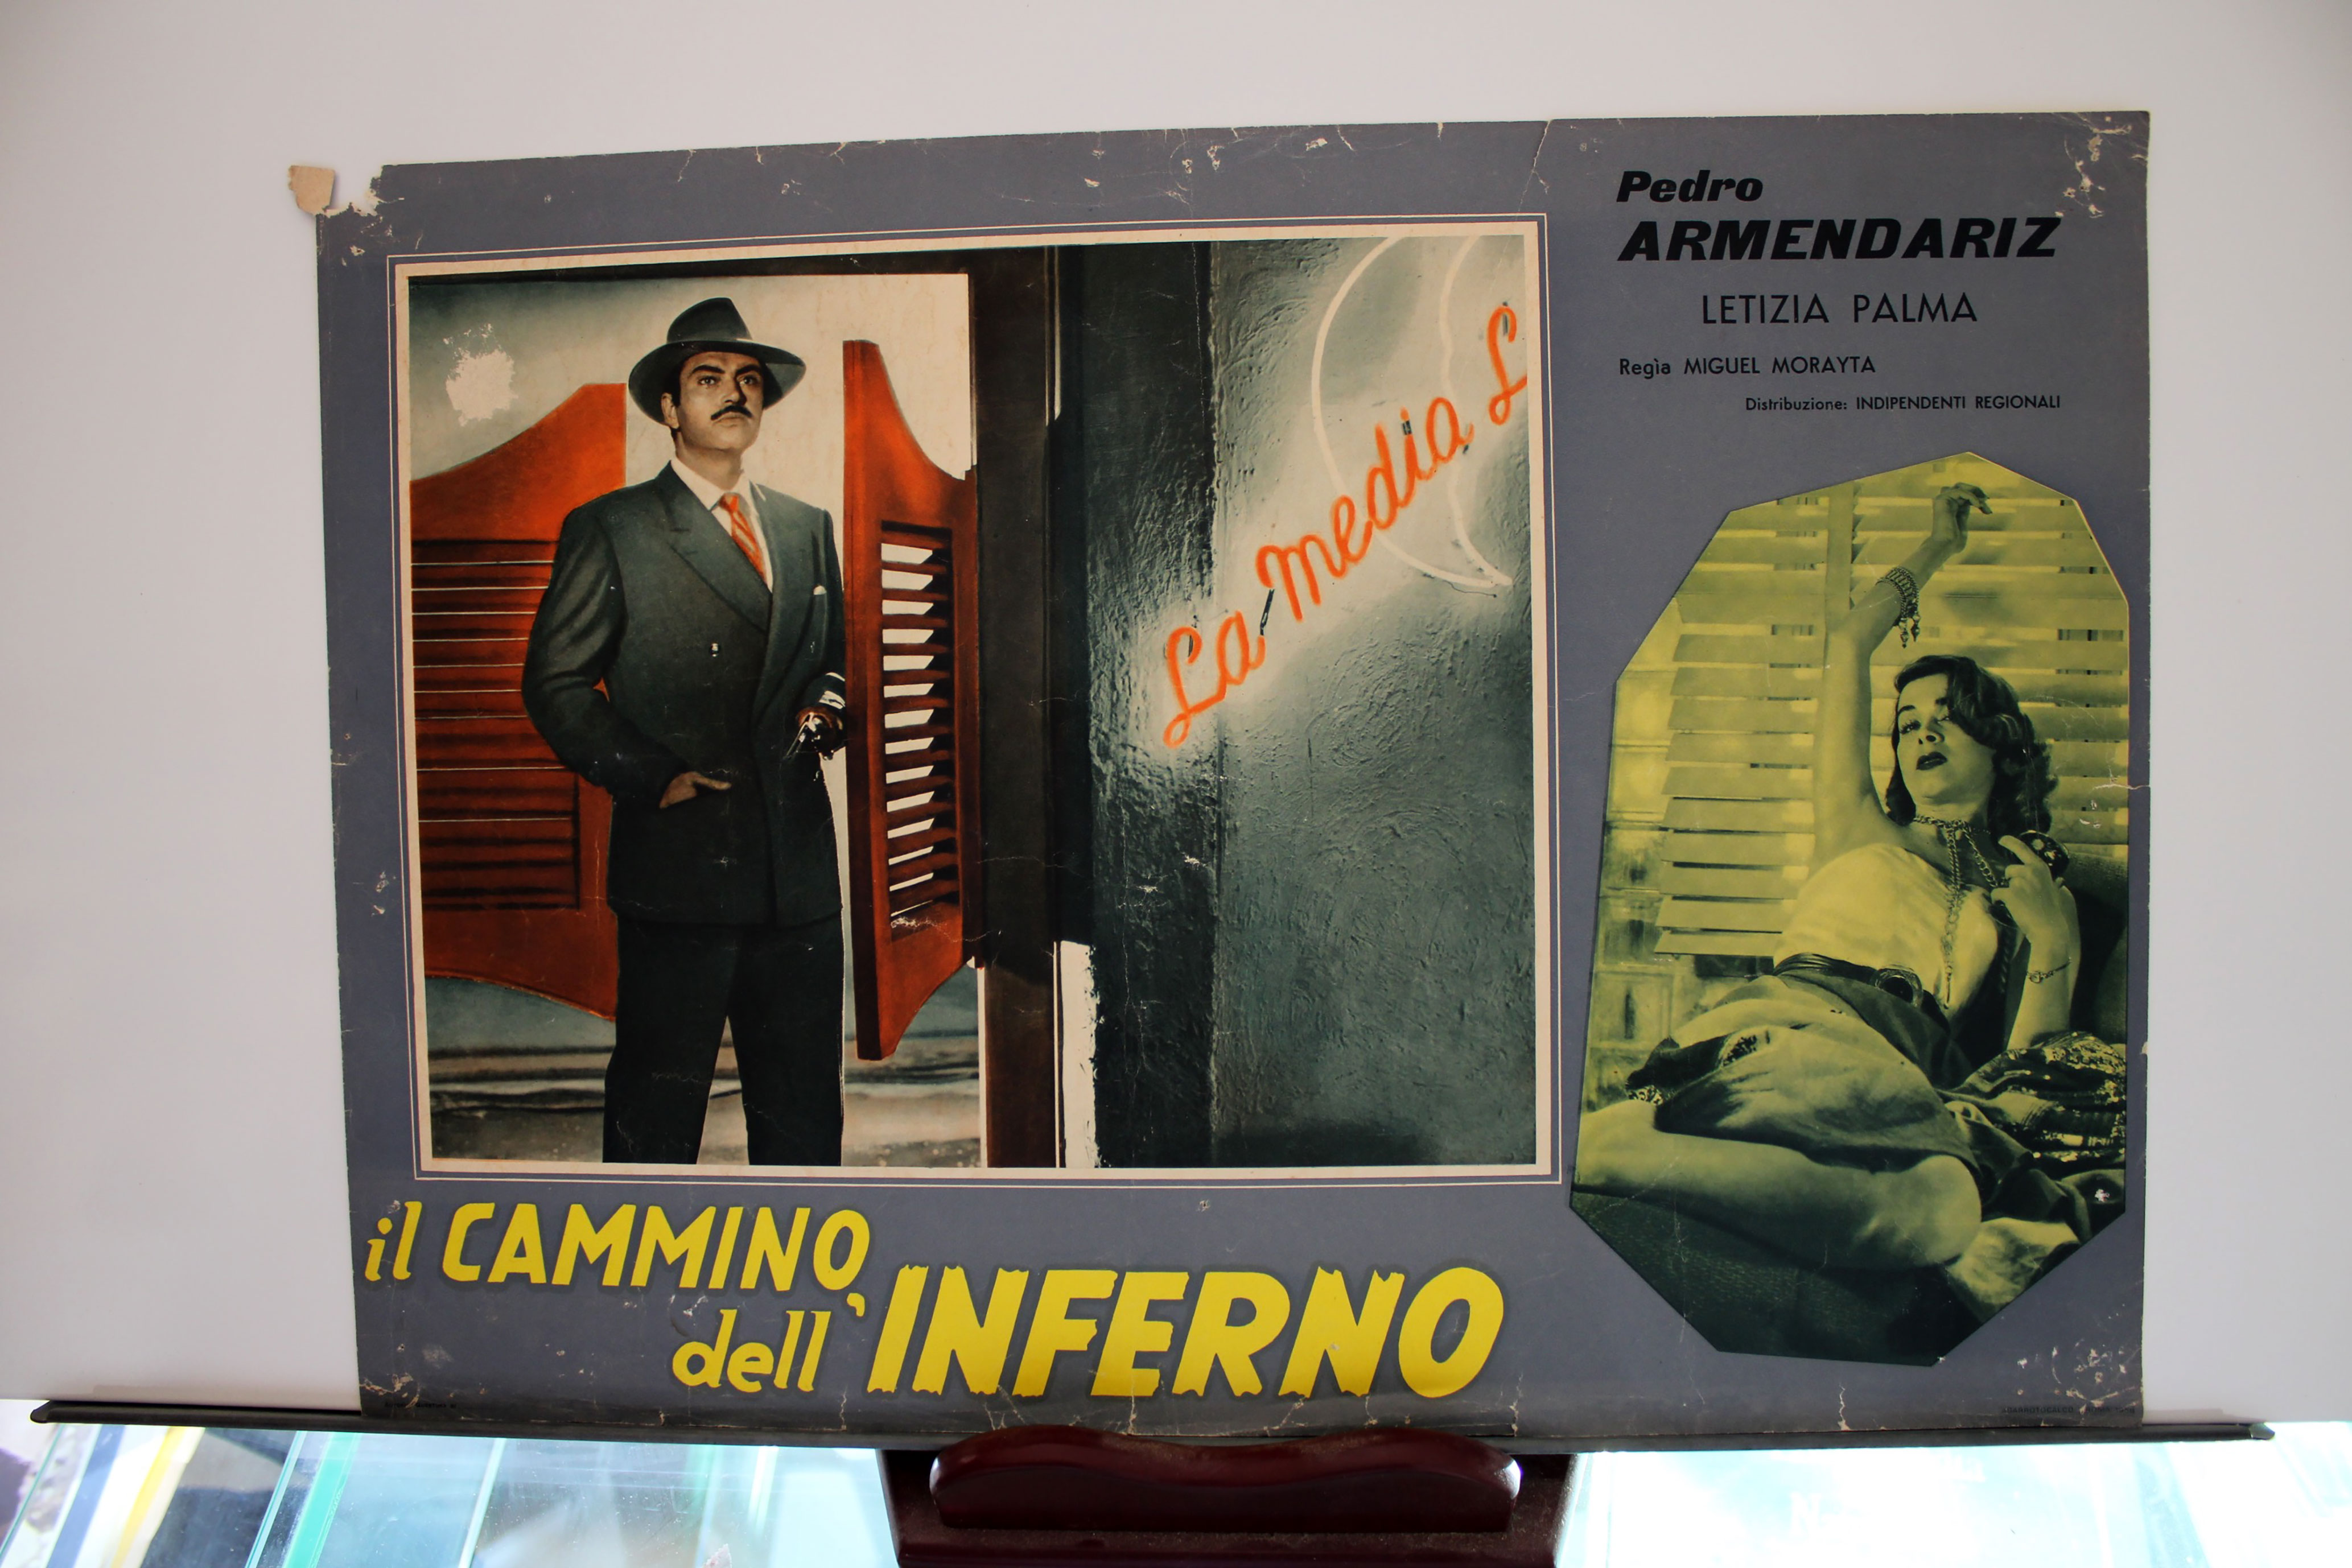 Pedro
ARMENDARIZ
LETIZIA PALMA
Regìa MIGUEL MORAYTA
Distribuzione: INDIPENDENTI REGIONALI
La media L
il CAMMINO
dell'INFERNO